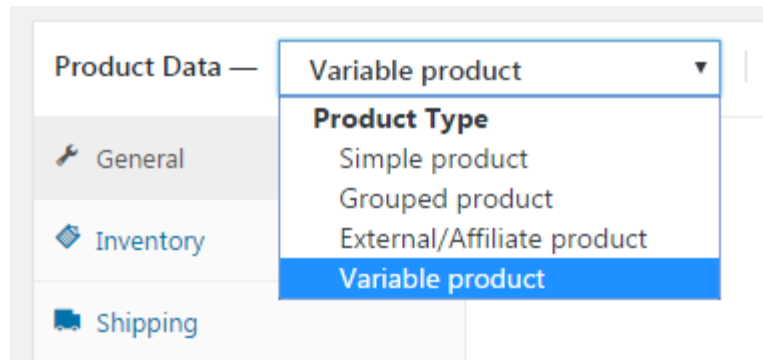 Product Data — Variable product
Product Type
Simple product
Grouped product
External/Affiliate product
Variable product
General
Inventory
Shipping